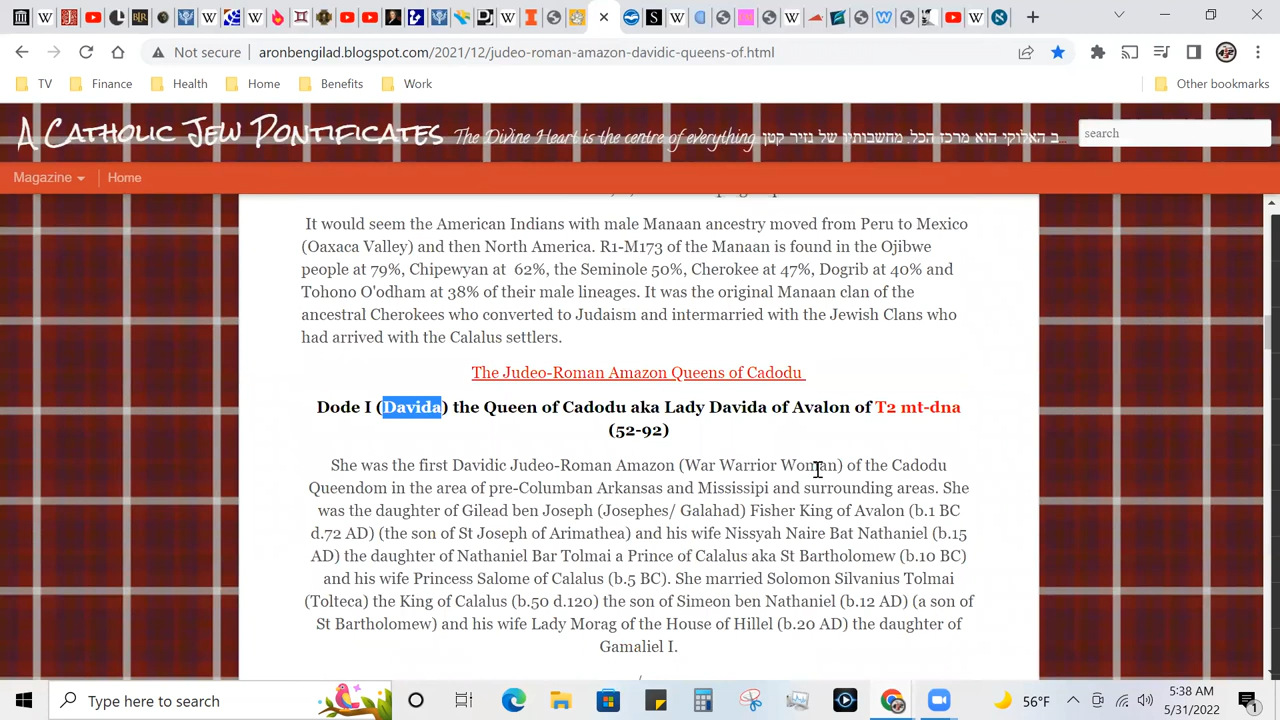 Not secure
aronbengilad.blogspot.com/2021/12/judeo-roman-amazon-davidic-queens-of.html
TV
Finance
Health
Home
Benefits
Work
Other bookmarks
A Catholic Jew Pontificates
The Divine Heart is the centre of everything
ב האלוקי הוא מרכז הכל. מחשבותיו של נזיר קטן...
search
Magazine
Home
It would seem the American Indians with male Manaan ancestry moved from Peru to Mexico
(Oaxaca Valley) and then North America. R1-M173 of the Manaan is found in the Ojibwe
people at 79%, Chipewyan at 62%, the Seminole 50%, Cherokee at 47%, Dogrib at 40% and
Tohono O'odham at 38% of their male lineages. It was the original Manaan clan of the
ancestral Cherokees who converted to Judaism and intermarried with the Jewish Clans who
had arrived with the Calalus settlers.
The Judeo-Roman Amazon Queens of Cadodu
Dode I (Davida) the Queen of Cadodu aka Lady Davida of Avalon of T2 mt-dna
(52-92)
She was the first Davidic Judeo-Roman Amazon (War Warrior Woman) of the Cadodu
Queendom in the area of pre-Columban Arkansas and Missisipi and surrounding areas. She
was the daughter of Gilead ben Joseph (Josephes/ Galahad) Fisher King of Avalon (b.1 BC
d.72 AD) (the son of St Joseph of Arimathea) and his wife Nissyah Naire Bat Nathaniel (b.15
AD) the daughter of Nathaniel Bar Tolmai a Prince of Calalus aka St Bartholomew (b.10 BC)
and his wife Princess Salome of Calalus (b.5 BC). She married Solomon Silvanius Tolmai
(Tolteca) the King of Calalus (b.50 d.120) the son of Simeon ben Nathaniel (b.12 AD) (a son of
St Bartholomew) and his wife Lady Morag of the House of Hillel (b.20 AD) the daughter of
Gamaliel I.
Type here to search
56°F
5:38 AM
5/31/2022
1